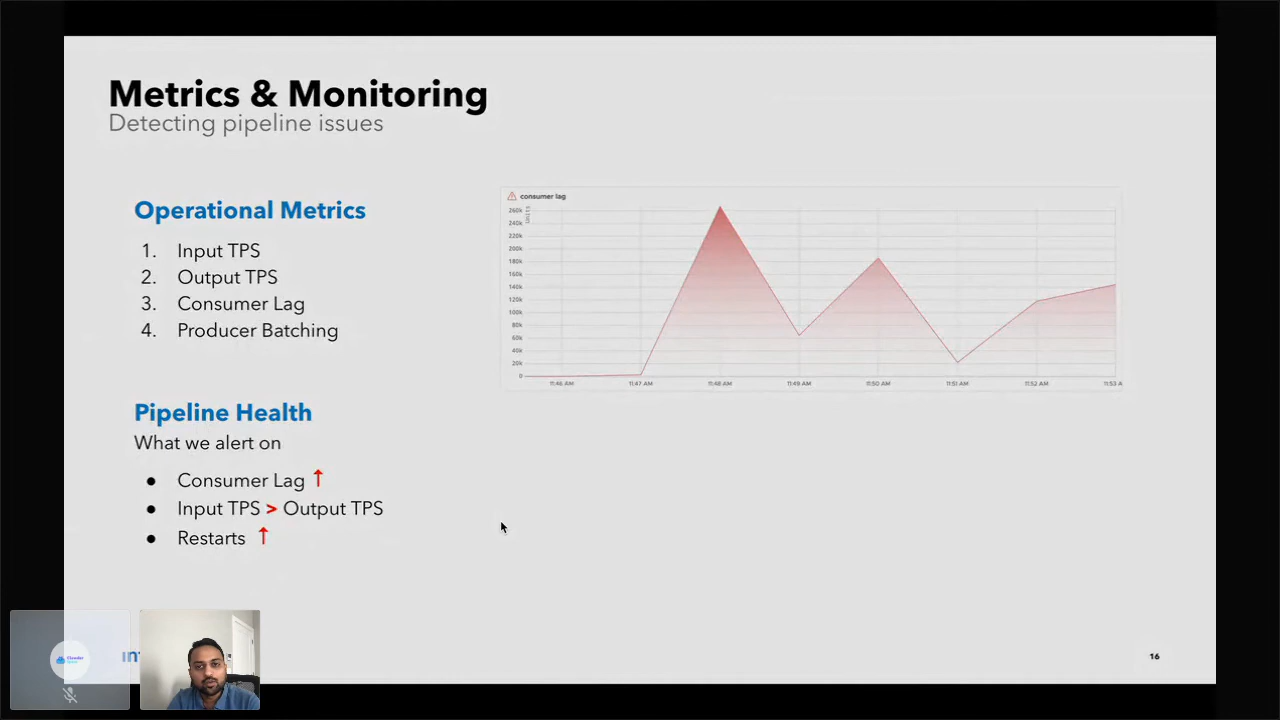 Metrics & Monitoring
Detecting pipeline issues
Operational Metrics
1. Input TPS
2. Output TPS
3. Consumer Lag
4. Producer Batching
Pipeline Health
What we alert on
● Consumer Lag ↑
● Input TPS > Output TPS
● Restarts ↑
consumer lag
Units
260k
240k
220k
200k
180k
160k
140k
120k
100k
80k
60k
40k
20k
0
11:46 AM 11:47 AM 11:48 AM 11:49 AM 11:50 AM 11:51 AM 11:52 AM 11:53 A
16